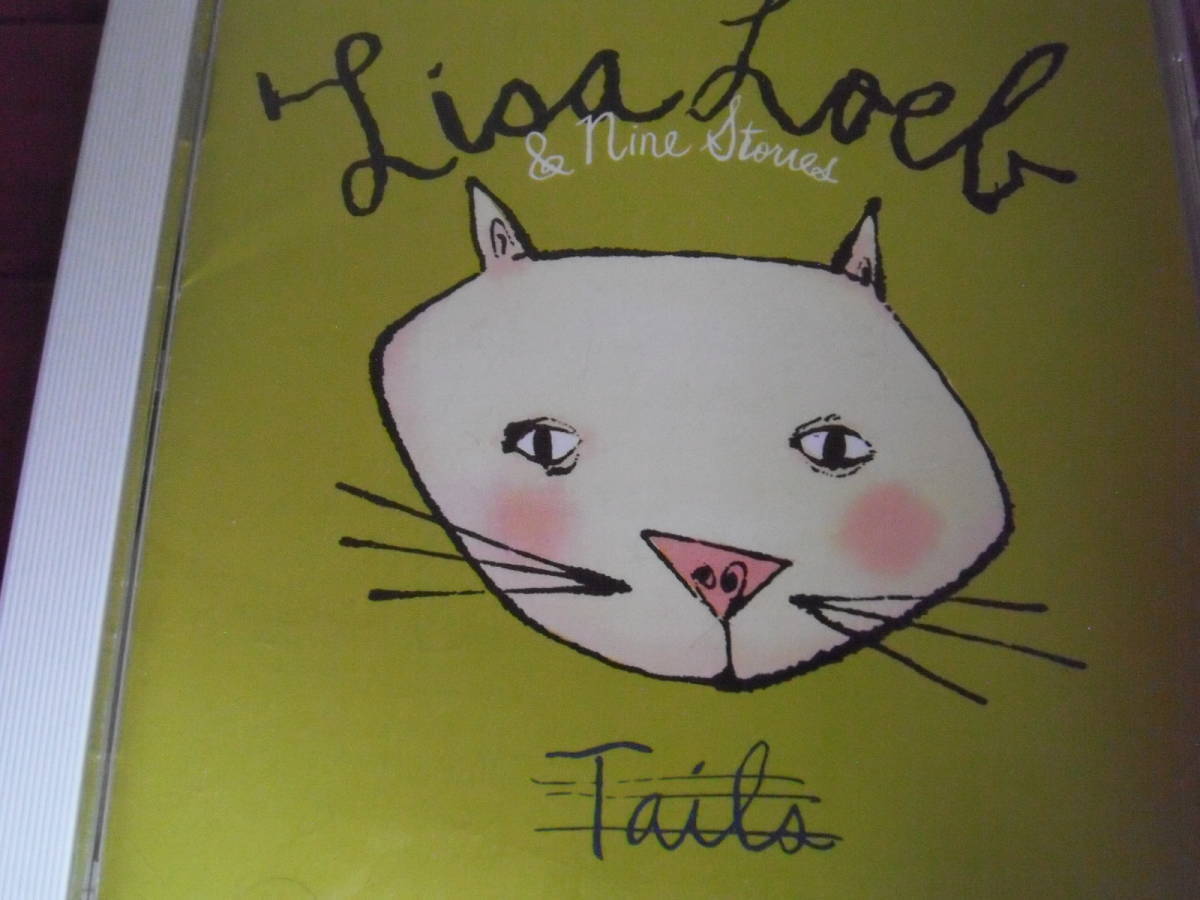 Lisa Loeb
& Nine Stories
Tails